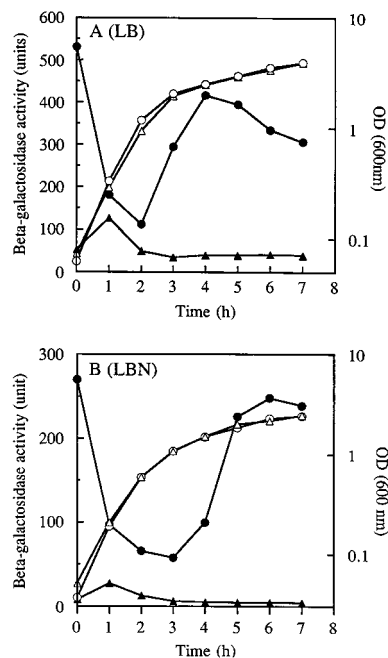 A (LB)
Beta-galactosidase activity (units)
600
500
400
300
200
100
0
10
1
0.1
OD (600nm)
0 1 2 3 4 5 6 7 8
Time (h)
B (LBN)
Beta-galactosidase activity (unit)
300
200
100
0
10
1
0.1
OD (600 nm)
0 1 2 3 4 5 6 7 8
Time (h)